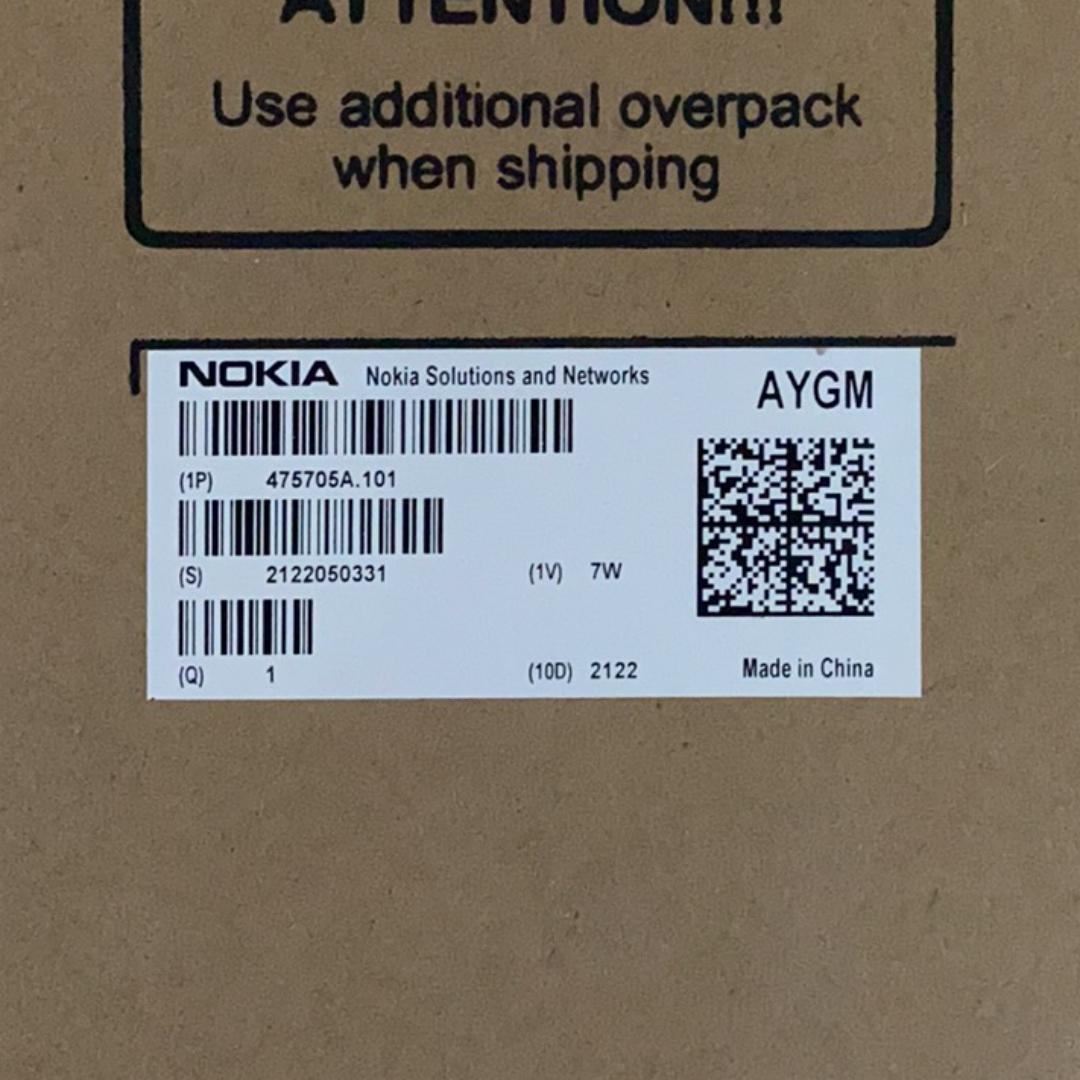 ATTENTION!!!
Use additional overpack
when shipping
NOKIA Nokia Solutions and Networks
AYGM
(1P) 475705A.101
(S) 2122050331 (1V) 7W
(Q) 1 (10D) 2122 Made in China